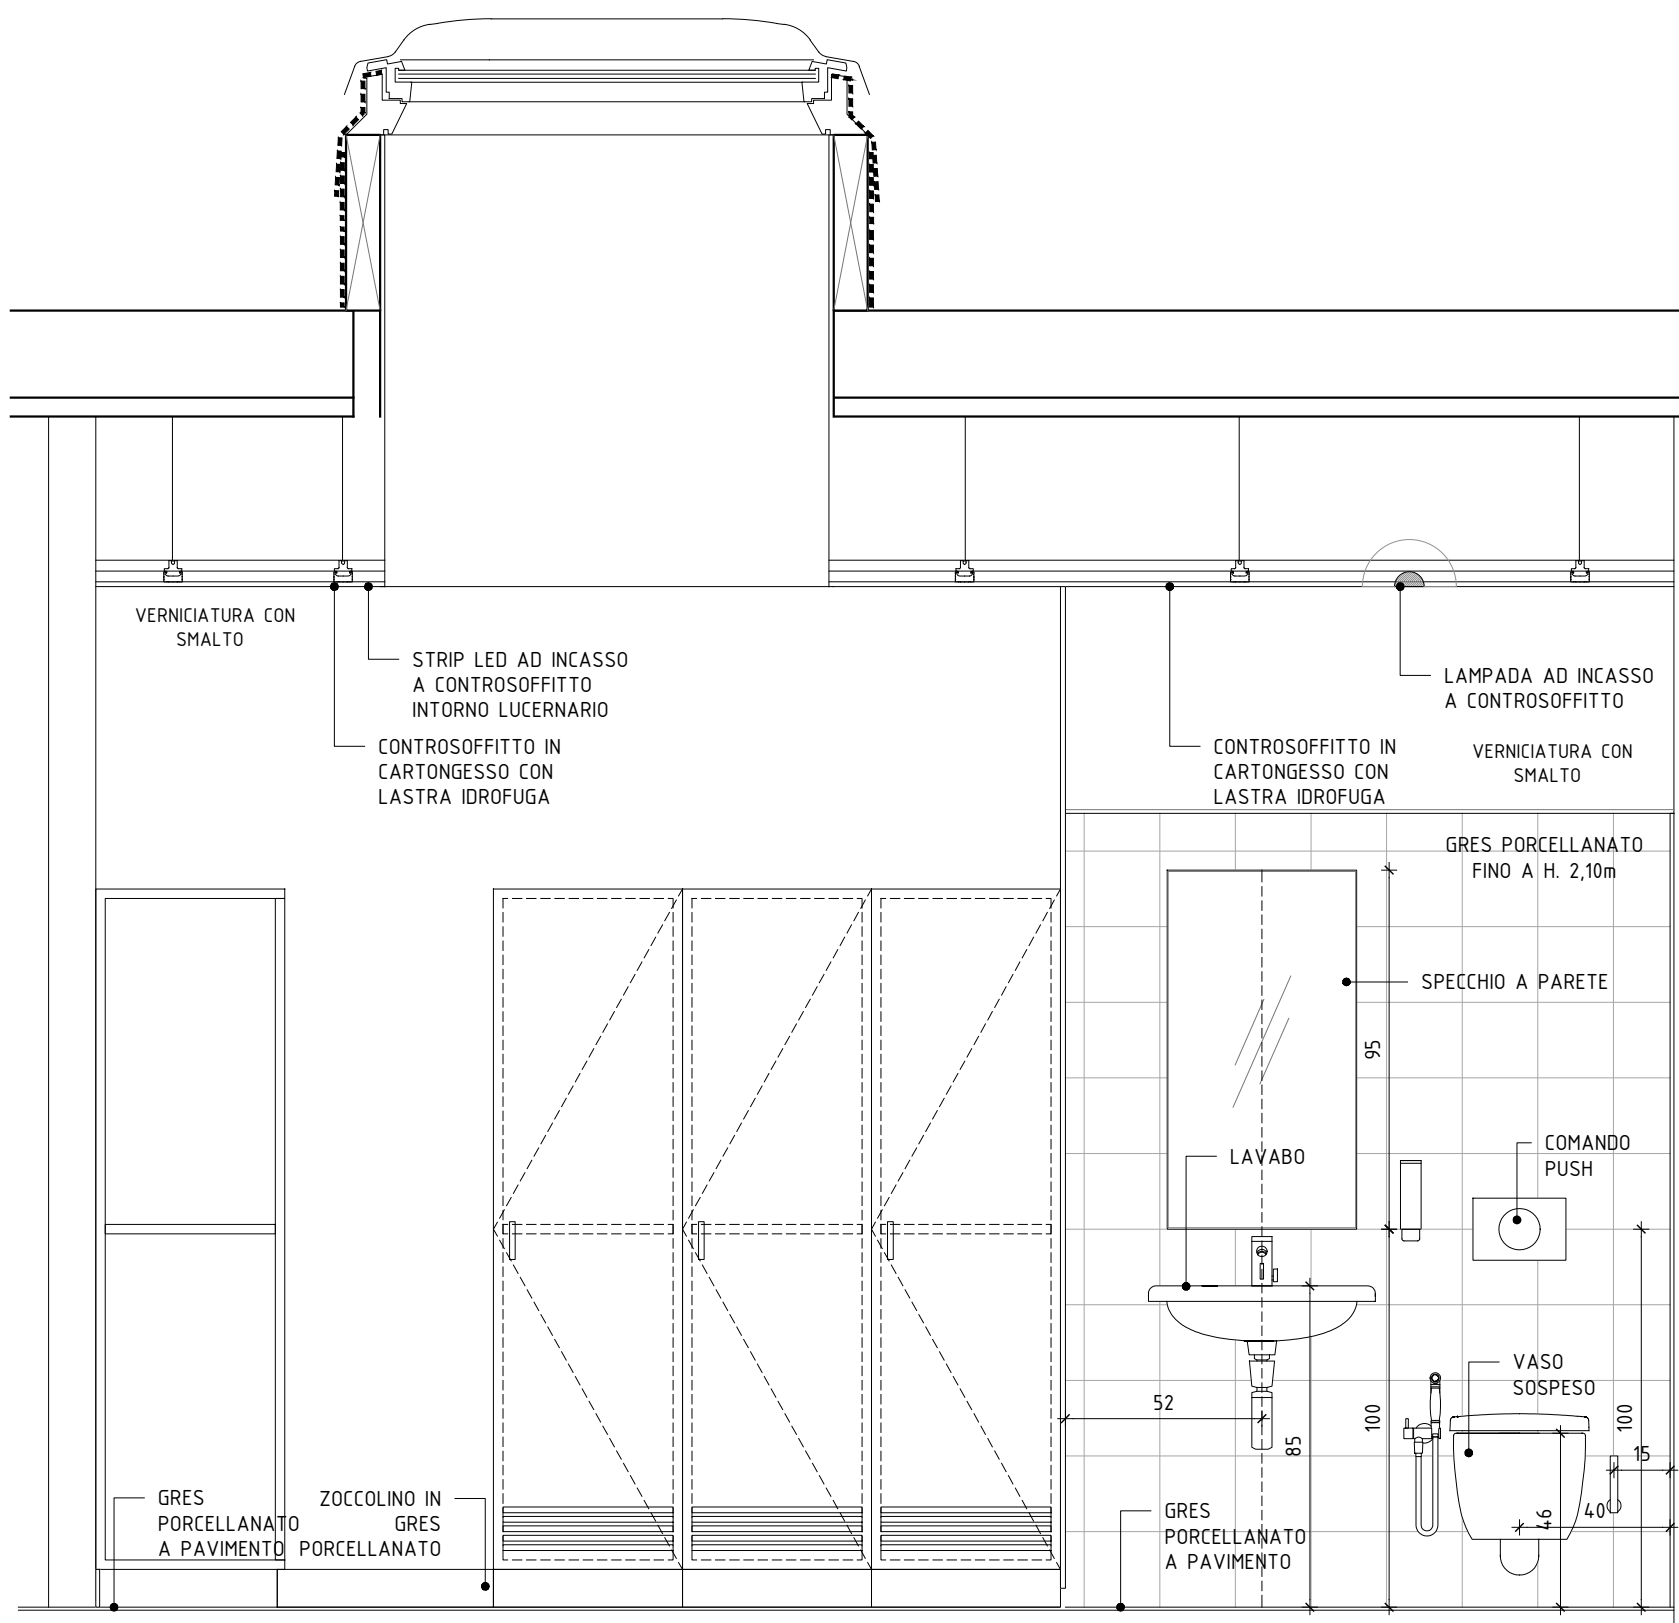 VERNICIATURA CON
SMALTO
STRIP LED AD INCASSO
A CONTROSOFFITTO
INTORNO LUCERNARIO
CONTROSOFFITTO IN
CARTONGESSO CON
LASTRA IDROFUGA
LAMPADA AD INCASSO
A CONTROSOFFITTO
CONTROSOFFITTO IN
CARTONGESSO CON
LASTRA IDROFUGA
VERNICIATURA CON
SMALTO
GRES PORCELLANATO
FINO A H. 2,10m
SPECCHIO A PARETE
95
LAVABO
COMANDO
PUSH
VASO
SOSPESO
52
85
100
100
15
40
46
GRES
PORCELLANATO
A PAVIMENTO
ZOCCOLINO IN
GRES
PORCELLANATO
GRES
PORCELLANATO
A PAVIMENTO